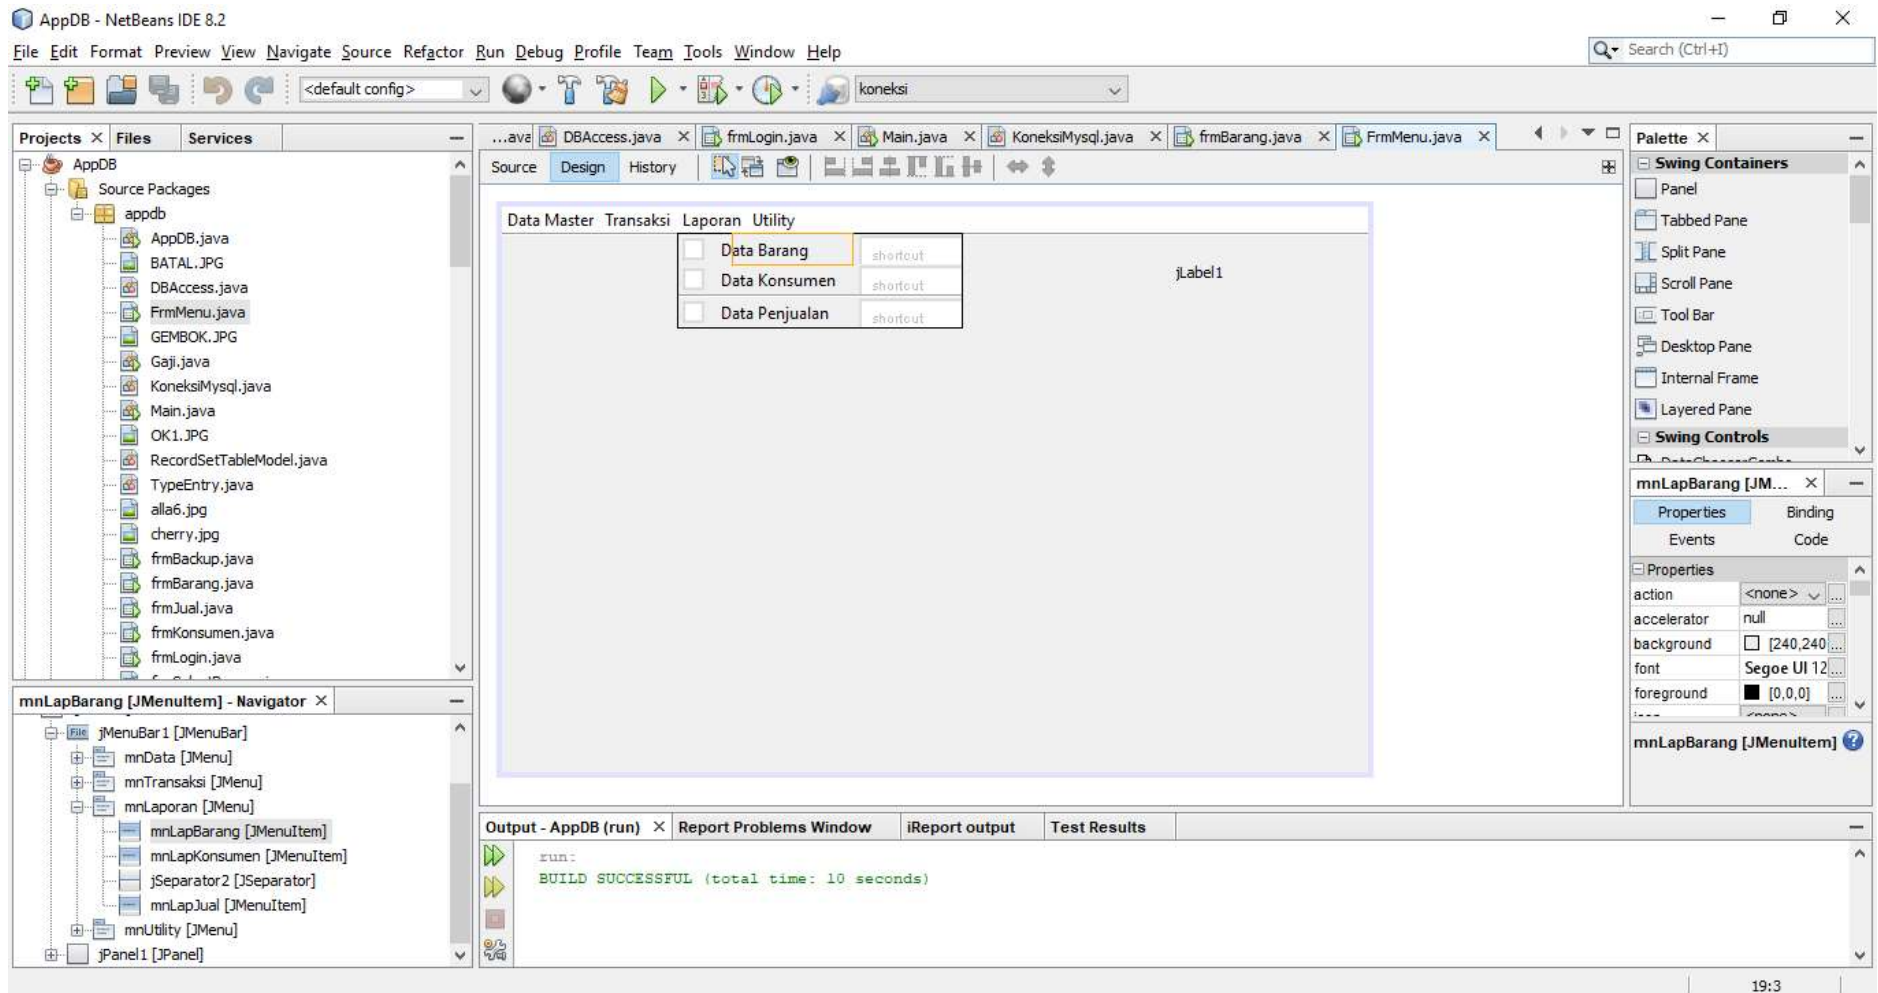 AppDB - NetBeans IDE 8.2
File Edit Format Preview View Navigate Source Refactor Run Debug Profile Team Tools Window Help
Search (Ctrl+I)
<default config>
koneksi
Projects Files Services
AppDB
Source Packages
appdb
AppDB.java
BATAL.JPG
DBAccess.java
FrmMenu.java
GEMBOK.JPG
Gaji.java
KoneksiMysql.java
Main.java
OK1.JPG
RecordSetTableModel.java
TypeEntry.java
alla6.jpg
cherry.jpg
frmBackup.java
frmBarang.java
frmJual.java
frmKonsumen.java
frmLogin.java
mnLapBarang [JMenuItem] - Navigator
File jMenuBar1 [JMenuBar]
mnData [JMenu]
mnTransaksi [JMenu]
mnLaporan [JMenu]
mnLapBarang [JMenuItem]
mnLapKonsumen [JMenuItem]
jSeparator2 [JSeparator]
mnLapJual [JMenuItem]
mnUtility [JMenu]
jPanel1 [JPanel]
...ava DBAccess.java frmLogin.java Main.java KoneksiMysql.java frmBarang.java FrmMenu.java
Source Design History
Data Master Transaksi Laporan Utility
Data Barang shortcut
Data Konsumen shortcut
Data Penjualan shortcut
jLabel1
Output - AppDB (run) Report Problems Window iReport output Test Results
run:
BUILD SUCCESSFUL (total time: 10 seconds)
Palette
Swing Containers
Panel
Tabbed Pane
Split Pane
Scroll Pane
Tool Bar
Desktop Pane
Internal Frame
Layered Pane
Swing Controls
mnLapBarang [JM...
Properties Binding
Events Code
Properties
action <none> ...
accelerator null ...
background [240,240 ...
font Segoe UI 12 ...
foreground [0,0,0] ...
mnLapBarang [JMenuItem]
19:3